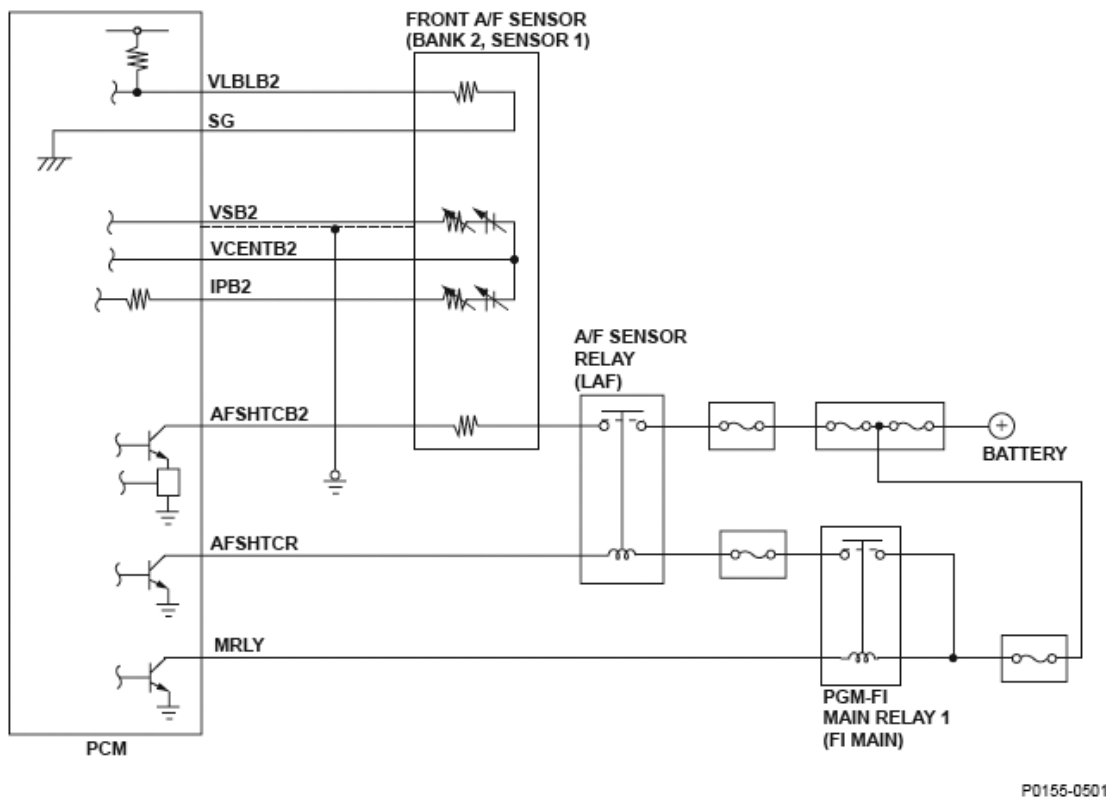 FRONT A/F SENSOR
(BANK 2, SENSOR 1)
VLBLB2
SG
VSB2
VCENTB2
IPB2
A/F SENSOR
RELAY
(LAF)
AFSHTCB2
+
BATTERY
AFSHTCR
MRLY
PGM-FI
MAIN RELAY 1
(FI MAIN)
PCM
P0155-0501